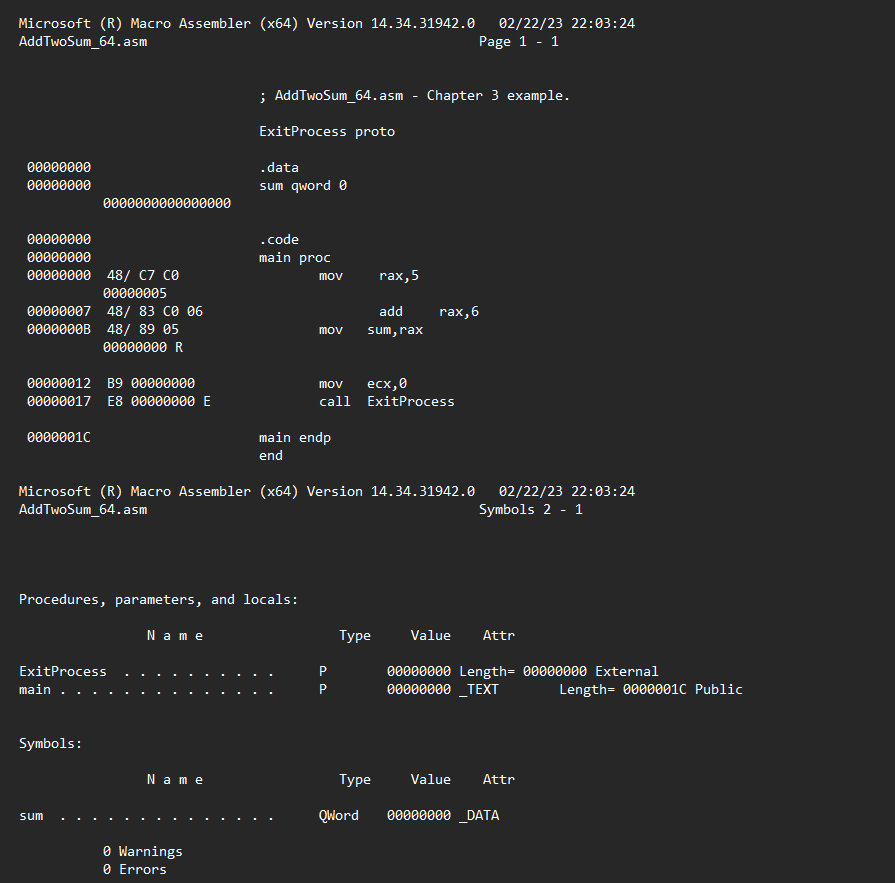 Microsoft (R) Macro Assembler (x64) Version 14.34.31942.0   02/22/23 22:03:24
AddTwoSum_64.asm                                         Page 1 - 1
; AddTwoSum_64.asm - Chapter 3 example.
ExitProcess proto
00000000                     .data
00000000                     sum qword 0
0000000000000000
00000000                     .code
00000000                     main proc
00000000  48/ C7 C0                 mov     rax,5
00000005
00000007  48/ 83 C0 06                      add     rax,6
0000000B  48/ 89 05                 mov   sum,rax
00000000 R
00000012  B9 00000000               mov   ecx,0
00000017  E8 00000000 E             call  ExitProcess
0000001C                     main endp
end
Microsoft (R) Macro Assembler (x64) Version 14.34.31942.0   02/22/23 22:03:24
AddTwoSum_64.asm                                         Symbols 2 - 1
Procedures, parameters, and locals:
N a m e                 Type     Value    Attr
ExitProcess  . . . . . . . . . .     P       00000000 Length= 00000000 External
main . . . . . . . . . . . . . .     P       00000000 _TEXT       Length= 0000001C Public
Symbols:
N a m e                 Type     Value    Attr
sum  . . . . . . . . . . . . . .     QWord   00000000 _DATA
0 Warnings
0 Errors